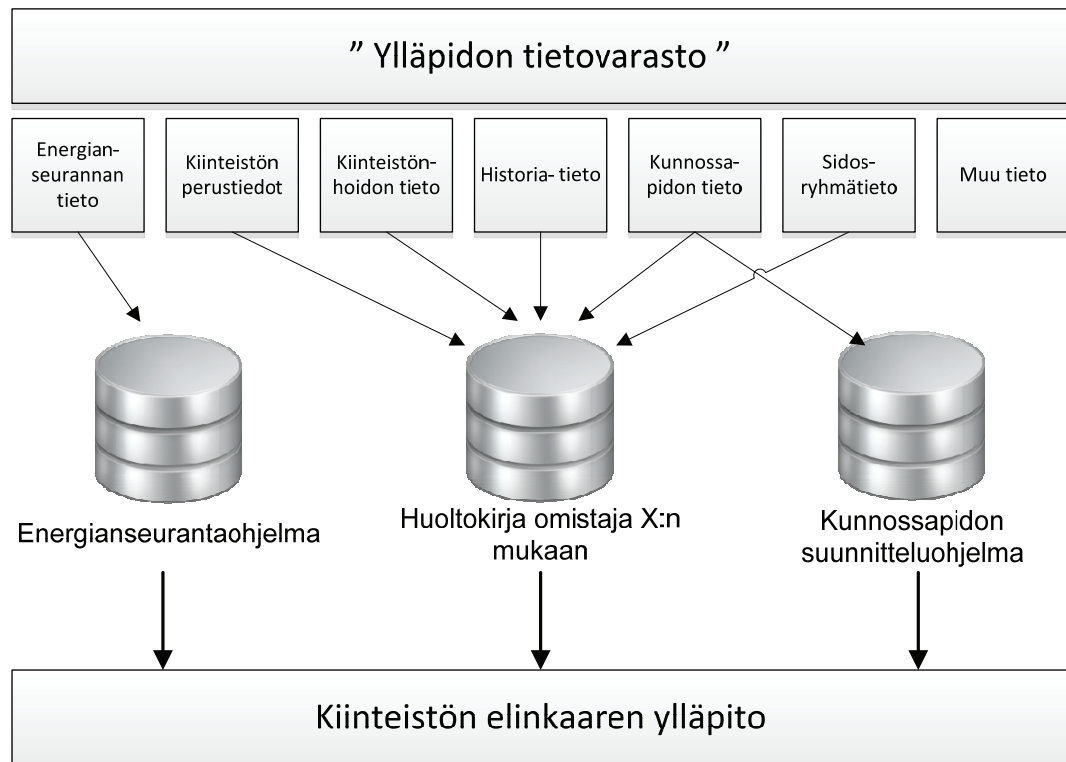 ” Ylläpidon tietovarasto ”
Energian-
seurannan
tieto
Kiinteistön
perustiedot
Kiinteistön-
hoidon tieto
Historia- tieto
Kunnossa-
pidon tieto
Sidos-
ryhmätieto
Muu tieto
Energianseurantaohjelma
Huoltokirja omistaja X:n
mukaan
Kunnossapidon
suunnitteluohjelma
Kiinteistön elinkaaren ylläpito